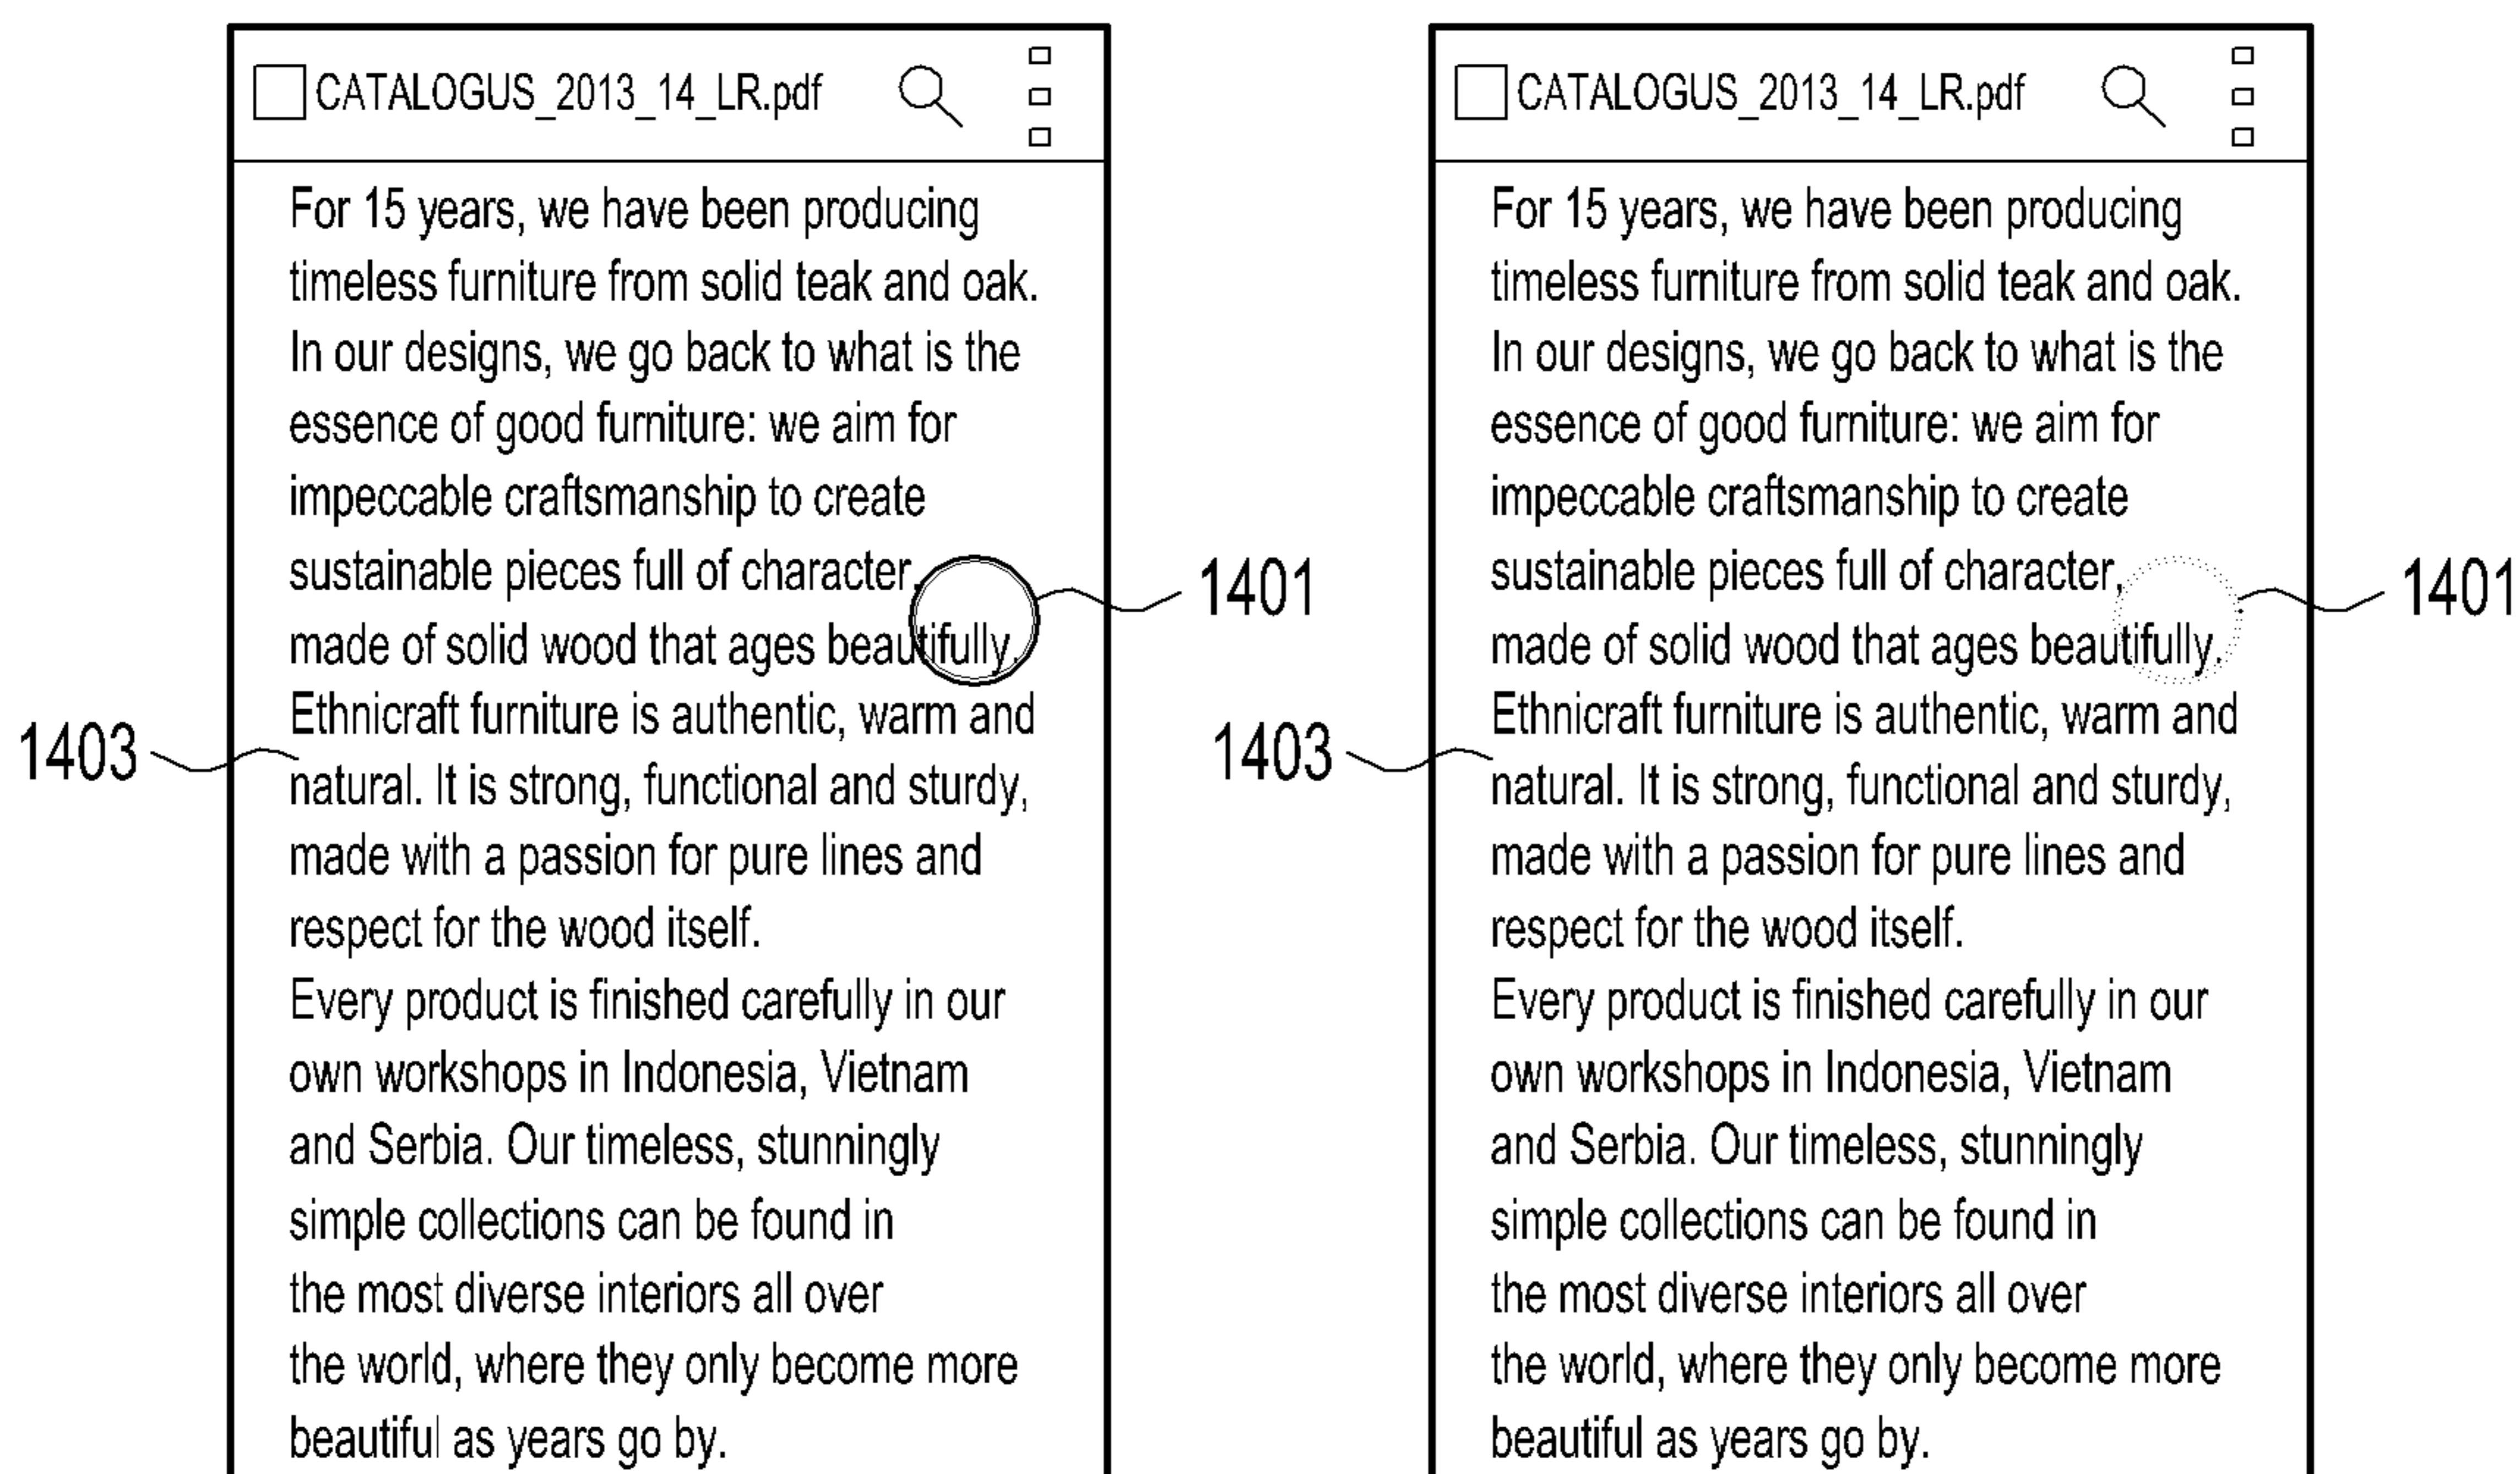 CATALOGUS_2013_14_LR.pdf
For 15 years, we have been producing
timeless furniture from solid teak and oak.
In our designs, we go back to what is the
essence of good furniture: we aim for
impeccable craftsmanship to create
sustainable pieces full of character,
made of solid wood that ages beautifully.
Ethnicraft furniture is authentic, warm and
natural. It is strong, functional and sturdy,
made with a passion for pure lines and
respect for the wood itself.
Every product is finished carefully in our
own workshops in Indonesia, Vietnam
and Serbia. Our timeless, stunningly
simple collections can be found in
the most diverse interiors all over
the world, where they only become more
beautiful as years go by.
1401
1403
CATALOGUS_2013_14_LR.pdf
For 15 years, we have been producing
timeless furniture from solid teak and oak.
In our designs, we go back to what is the
essence of good furniture: we aim for
impeccable craftsmanship to create
sustainable pieces full of character,
made of solid wood that ages beautifully.
Ethnicraft furniture is authentic, warm and
natural. It is strong, functional and sturdy,
made with a passion for pure lines and
respect for the wood itself.
Every product is finished carefully in our
own workshops in Indonesia, Vietnam
and Serbia. Our timeless, stunningly
simple collections can be found in
the most diverse interiors all over
the world, where they only become more
beautiful as years go by.
1401
1403